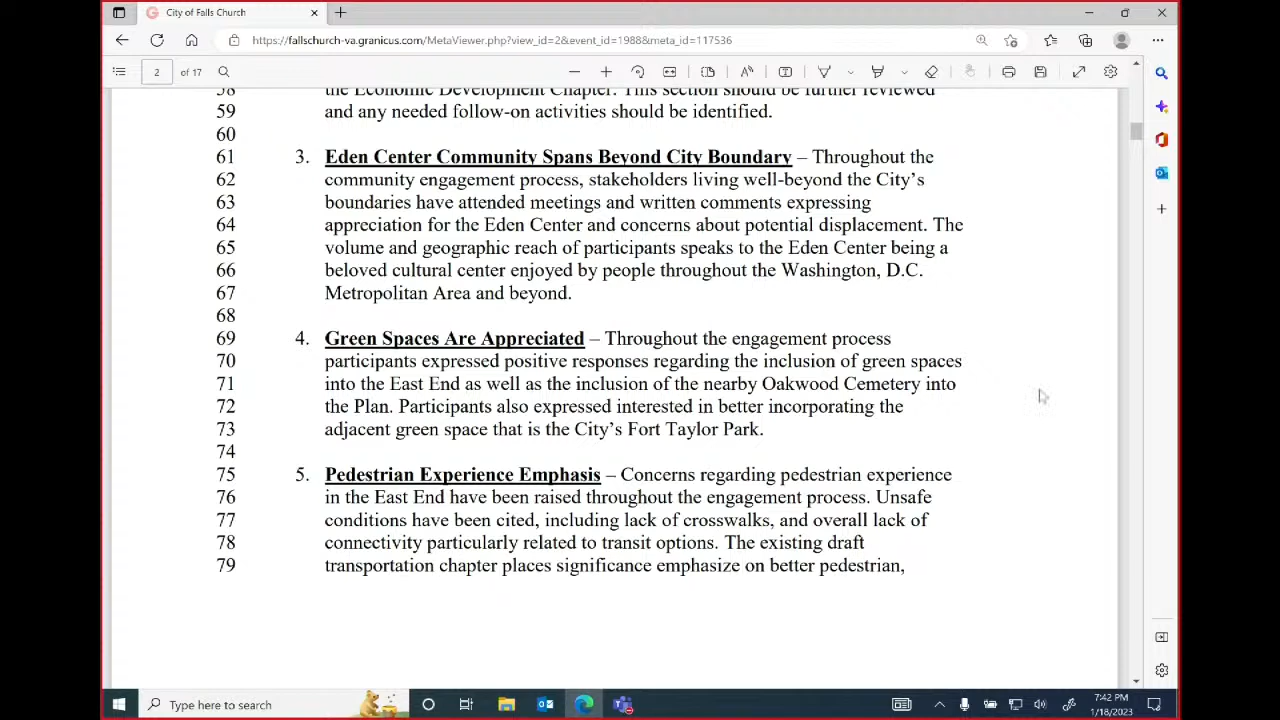 City of Falls Church
https://fallschurch-va.granicus.com/MetaViewer.php?view_id=2&event_id=1988&meta_id=117536
2 of 17
58 the Economic Development Chapter. This section should be further reviewed
59 and any needed follow-on activities should be identified.
60
61 3. Eden Center Community Spans Beyond City Boundary – Throughout the
62 community engagement process, stakeholders living well-beyond the City's
63 boundaries have attended meetings and written comments expressing
64 appreciation for the Eden Center and concerns about potential displacement. The
65 volume and geographic reach of participants speaks to the Eden Center being a
66 beloved cultural center enjoyed by people throughout the Washington, D.C.
67 Metropolitan Area and beyond.
68
69 4. Green Spaces Are Appreciated – Throughout the engagement process
70 participants expressed positive responses regarding the inclusion of green spaces
71 into the East End as well as the inclusion of the nearby Oakwood Cemetery into
72 the Plan. Participants also expressed interested in better incorporating the
73 adjacent green space that is the City's Fort Taylor Park.
74
75 5. Pedestrian Experience Emphasis – Concerns regarding pedestrian experience
76 in the East End have been raised throughout the engagement process. Unsafe
77 conditions have been cited, including lack of crosswalks, and overall lack of
78 connectivity particularly related to transit options. The existing draft
79 transportation chapter places significance emphasize on better pedestrian,
Type here to search
7:42 PM
1/18/2023